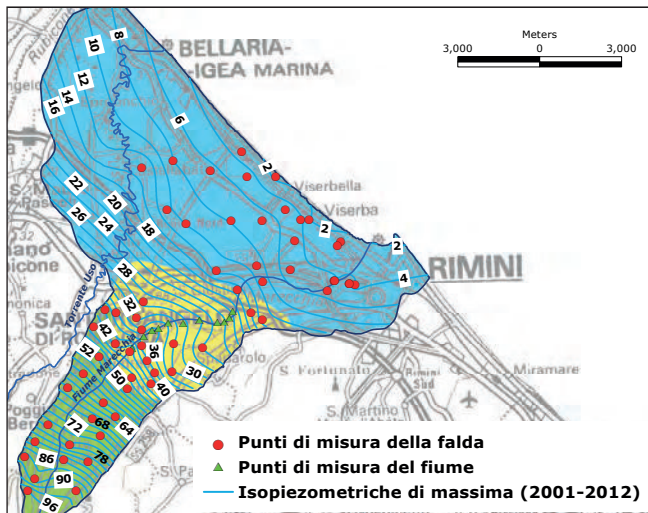 Meters
3,000 0 3,000
Rubicone
BELLARIA-
-IGEA MARINA
8
10
12
14
16
6
2
Viserbella
Viserba
2
2
4
RIMINI
22
20
26
24
18
28
Torrente Uso
32
42
52
Fiume Marecchia
36
50
40
30
S. Fortunato
Rimini
Sud
Miramare
S. Martino
72
68
64
86
78
90
96
Punti di misura della falda
Punti di misura del fiume
Isopiezometriche di massima (2001-2012)